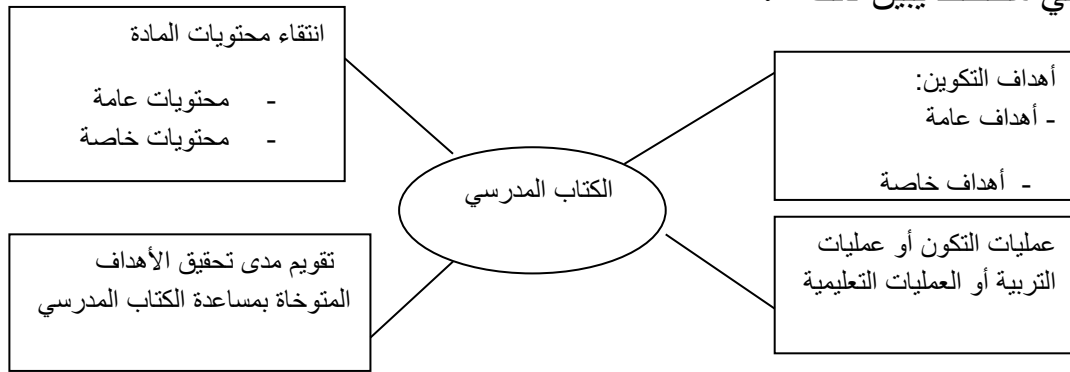 يبين
أهداف التكوين:
- أهداف عامة
- أهداف خاصة
انتقاء محتويات المادة
- محتويات عامة
- محتويات خاصة
الكتاب المدرسي
عمليات التكون أو عمليات
التربية أو العمليات التعليمية
تقويم مدى تحقيق الأهداف
المتوخاة بمساعدة الكتاب المدرسي